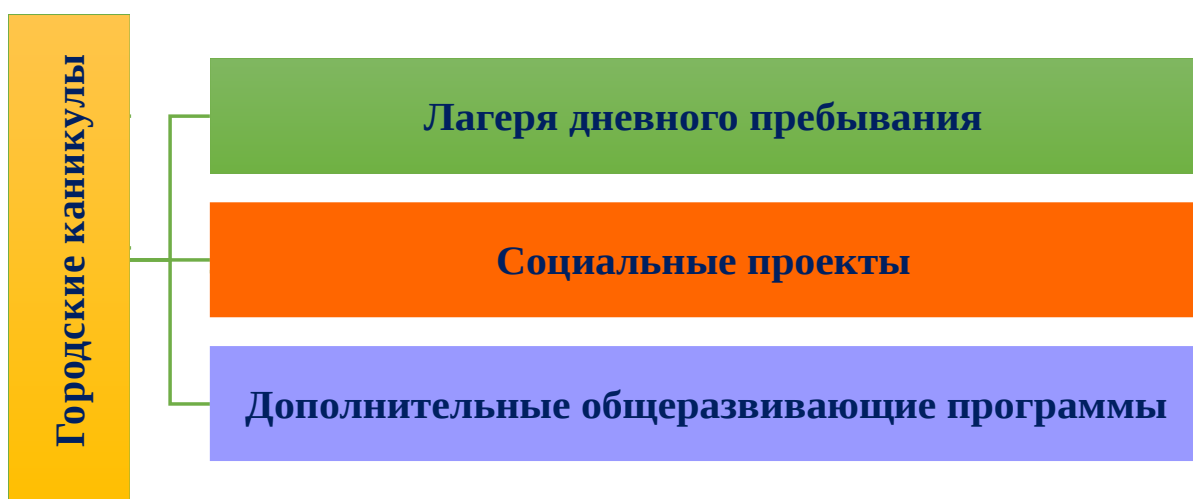 Городские каникулы
Лагеря дневного пребывания
Социальные проекты
Дополнительные общеразвивающие программы